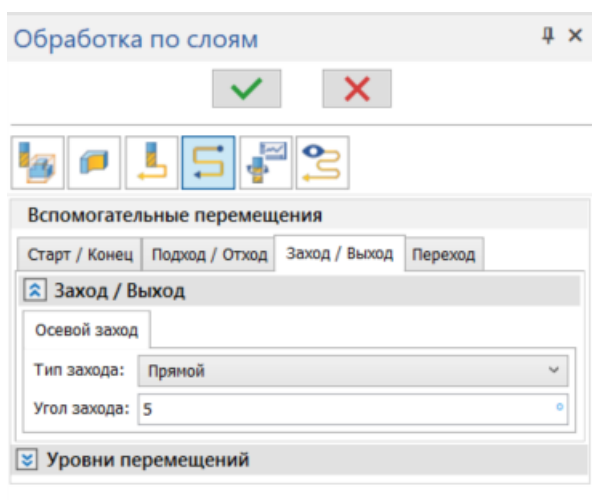 Обработка по слоям
Вспомогательные перемещения
Старт / Конец Подход / Отход Заход / Выход Переход
Заход / Выход
Осевой заход
Тип захода: Прямой
Угол захода: 5 °
Уровни перемещений